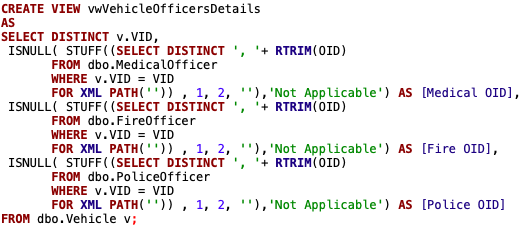 CREATE VIEW vwVehicleOfficersDetails
AS
SELECT DISTINCT v.VID,
ISNULL( STUFF((SELECT DISTINCT ', '+ RTRIM(OID)
FROM dbo.MedicalOfficer
WHERE v.VID = VID
FOR XML PATH('')) , 1, 2, ''),'Not Applicable') AS [Medical OID],
ISNULL( STUFF((SELECT DISTINCT ', '+ RTRIM(OID)
FROM dbo.FireOfficer
WHERE v.VID = VID
FOR XML PATH('')) , 1, 2, ''),'Not Applicable') AS [Fire OID],
ISNULL( STUFF((SELECT DISTINCT ', '+ RTRIM(OID)
FROM dbo.PoliceOfficer
WHERE v.VID = VID
FOR XML PATH('')) , 1, 2, ''),'Not Applicable') AS [Police OID]
FROM dbo.Vehicle v;